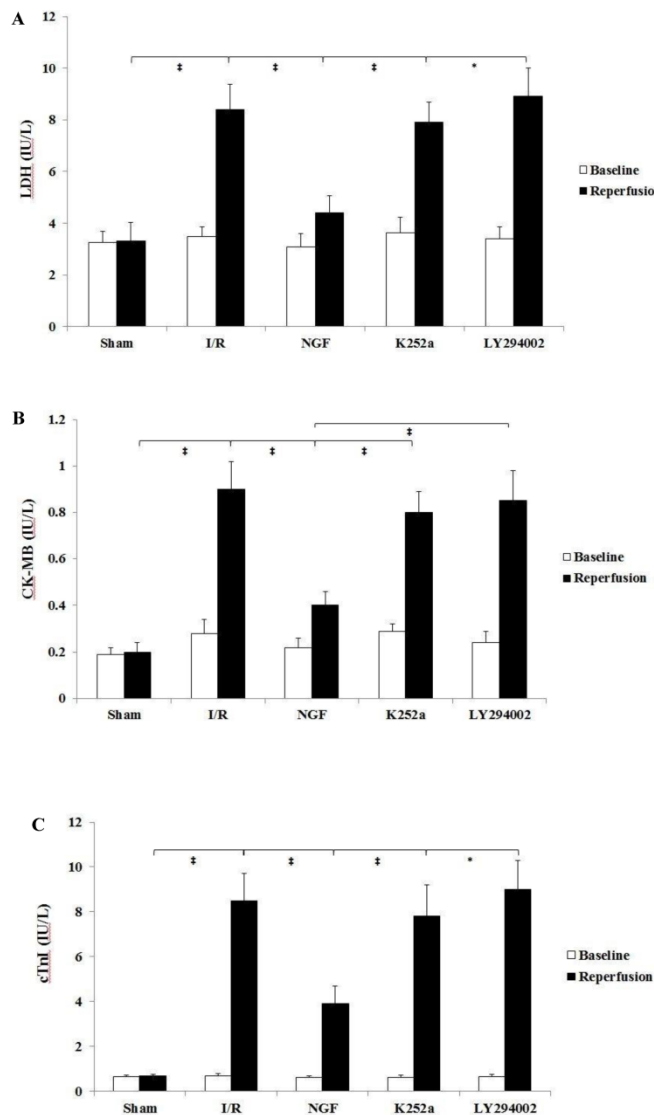 A
12
10
8
6
4
2
0
LDH (IU/L)
‡ ‡ ‡ *
Baseline
Reperfusio
Sham I/R NGF K252a LY294002
B
1.2
1
0.8
0.6
0.4
0.2
0
CK-MB (IU/L)
‡
‡ ‡ ‡
Baseline
Reperfusion
Sham I/R NGF K252a LY294002
C
12
10
8
6
4
2
0
cTnI (IU/L)
‡ ‡ ‡ *
Baseline
Reperfusion
Sham I/R NGF K252a LY294002